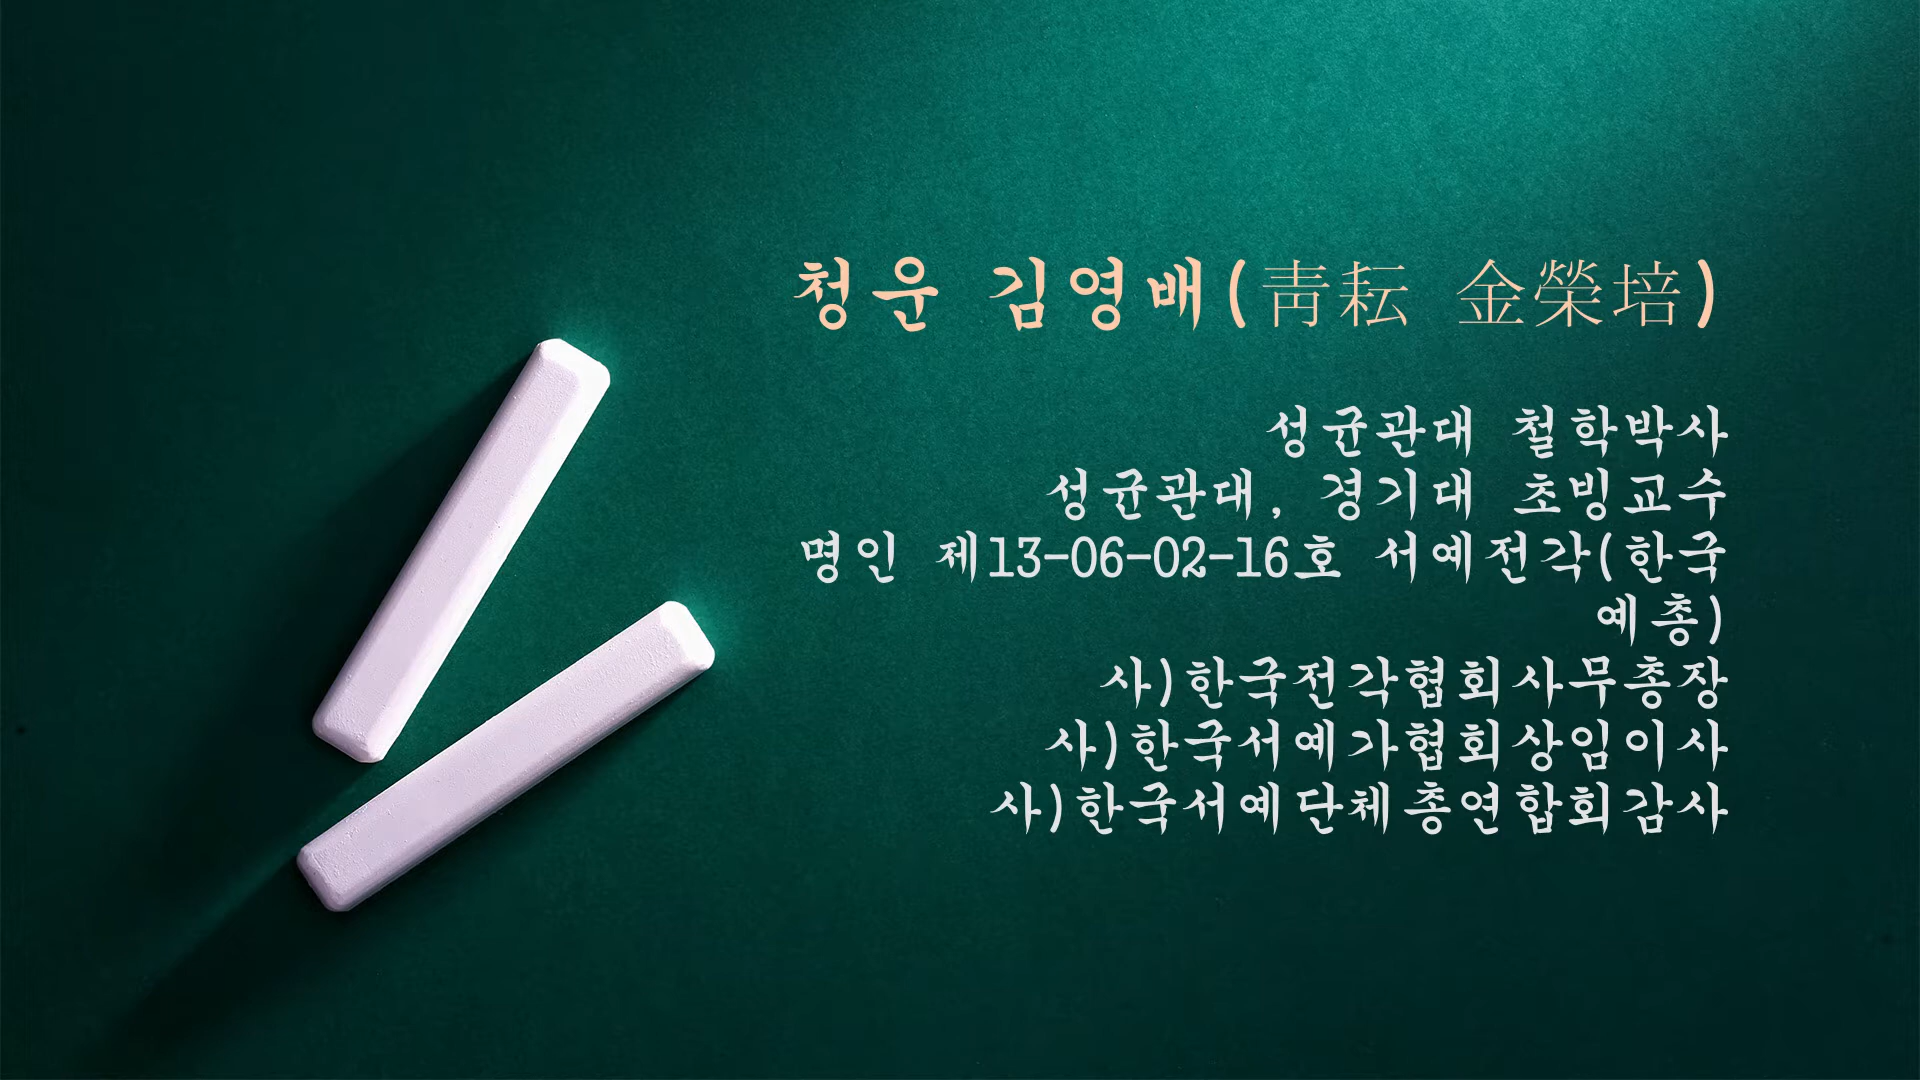 청운 김영배(靑耘 金榮培)
성균관대 철학박사
성균관대, 경기대 초빙교수
명인 제13-06-02-16호 서예전각(한국
예총)
사)한국전각협회사무총장
사)한국서예가협회상임이사
사)한국서예단체총연합회감사